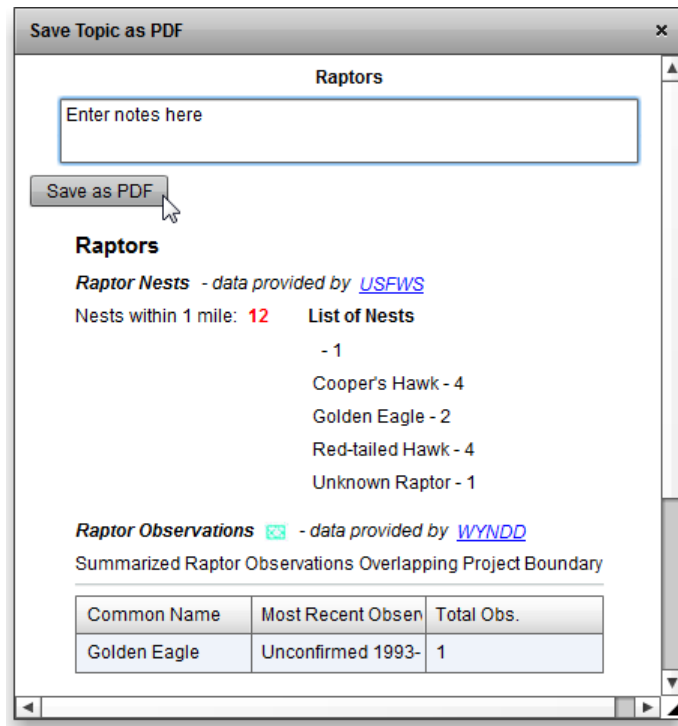 Save Topic as PDF ×
Raptors
Enter notes here
Save as PDF
Raptors
Raptor Nests - data provided by USFWS
Nests within 1 mile: 12 List of Nests
- 1
Cooper's Hawk - 4
Golden Eagle - 2
Red-tailed Hawk - 4
Unknown Raptor - 1
Raptor Observations - data provided by WYNDD
Summarized Raptor Observations Overlapping Project Boundary
Common Name Most Recent Obser Total Obs.
Golden Eagle Unconfirmed 1993- 1